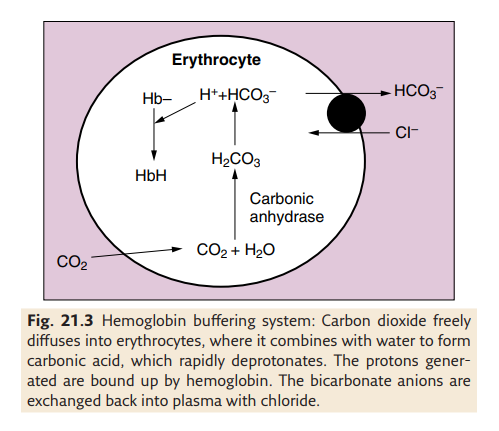 Erythrocyte
Hb–
H⁺+HCO₃⁻
HCO₃⁻
Cl⁻
HbH
H₂CO₃
Carbonic
anhydrase
CO₂ + H₂O
CO₂
Fig. 21.3 Hemoglobin buffering system: Carbon dioxide freely
diffuses into erythrocytes, where it combines with water to form
carbonic acid, which rapidly deprotonates. The protons gener-
ated are bound up by hemoglobin. The bicarbonate anions are
exchanged back into plasma with chloride.